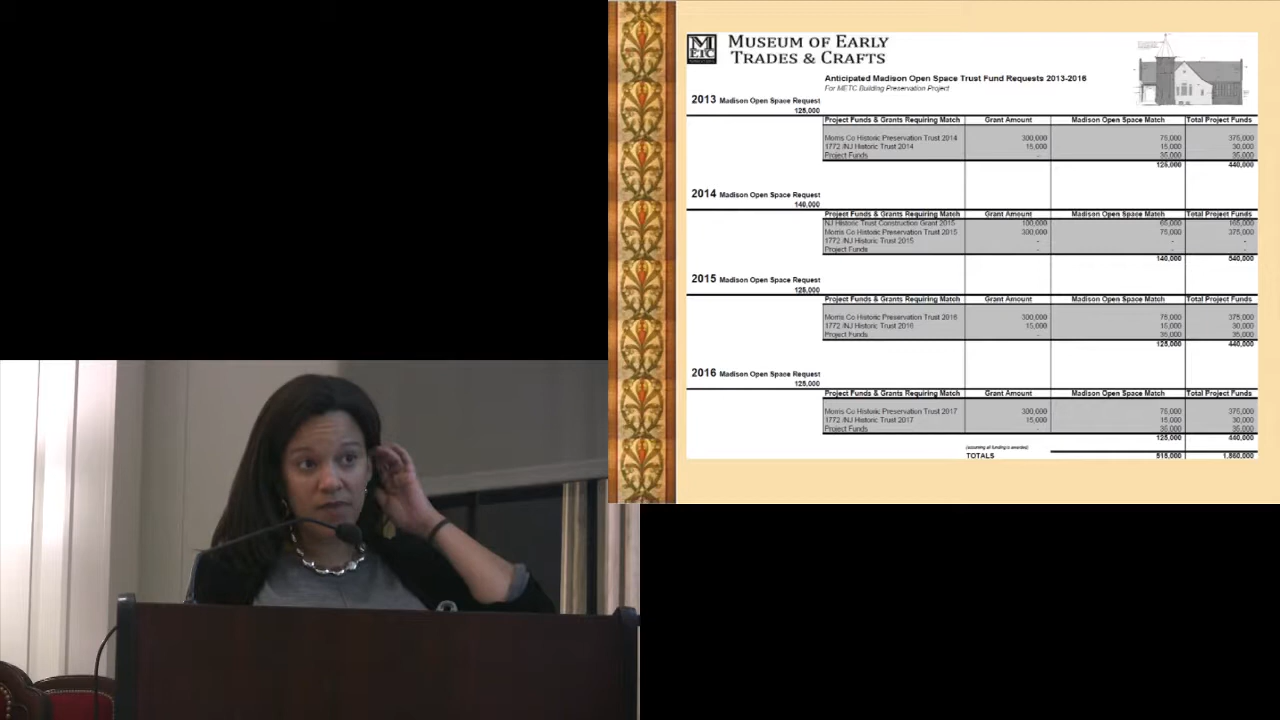 METC
MUSEUM OF EARLY
TRADES & CRAFTS
Anticipated Madison Open Space Trust Fund Requests 2013-2016
For METC Building Preservation Project
2013 Madison Open Space Request
125,000
Project Funds & Grants Requiring Match Grant Amount Madison Open Space Match Total Project Funds
Morris Co Historic Preservation Trust 2014 300,000 75,000 375,000
1772 /NJ Historic Trust 2014 15,000 15,000 30,000
Project Funds - 35,000 35,000
125,000 440,000
2014 Madison Open Space Request
140,000
Project Funds & Grants Requiring Match Grant Amount Madison Open Space Match Total Project Funds
NJ Historic Trust Construction Grant 2015 100,000 65,000 165,000
Morris Co Historic Preservation Trust 2015 300,000 75,000 375,000
1772 /NJ Historic Trust 2015 - - -
Project Funds - - -
140,000 540,000
2015 Madison Open Space Request
125,000
Project Funds & Grants Requiring Match Grant Amount Madison Open Space Match Total Project Funds
Morris Co Historic Preservation Trust 2016 300,000 75,000 375,000
1772 /NJ Historic Trust 2016 15,000 15,000 30,000
Project Funds - 35,000 35,000
125,000 440,000
2016 Madison Open Space Request
125,000
Project Funds & Grants Requiring Match Grant Amount Madison Open Space Match Total Project Funds
Morris Co Historic Preservation Trust 2017 300,000 75,000 375,000
1772 /NJ Historic Trust 2017 15,000 15,000 30,000
Project Funds 35,000 35,000
125,000 440,000
(assuming all funding is awarded)
TOTALS 515,000 1,860,000